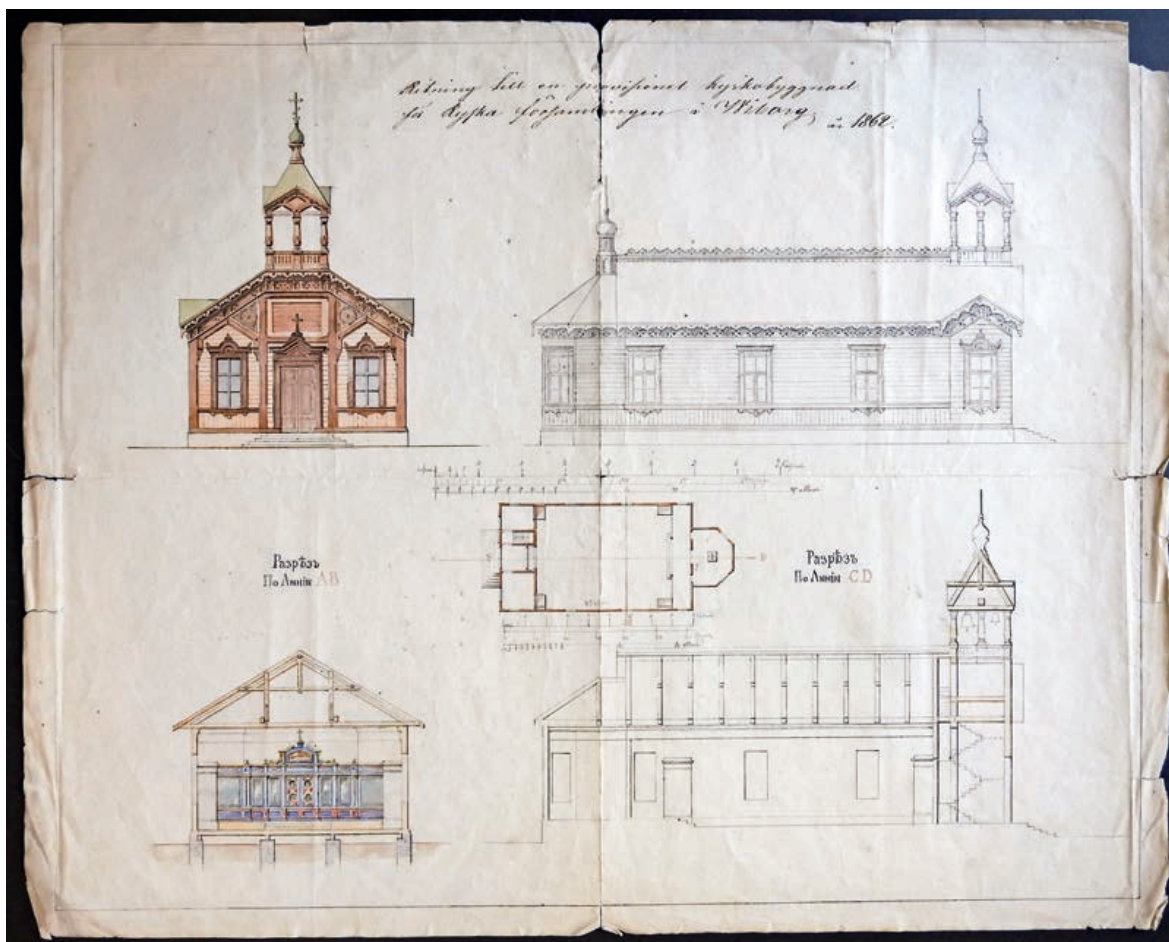 Ritning till en provisionel kyrkobyggnad
för Ryska församlingen i Wiborg, år 1862.
Разрѣзъ
По Линіи AB
Разрѣзъ
По Линіи CD
D